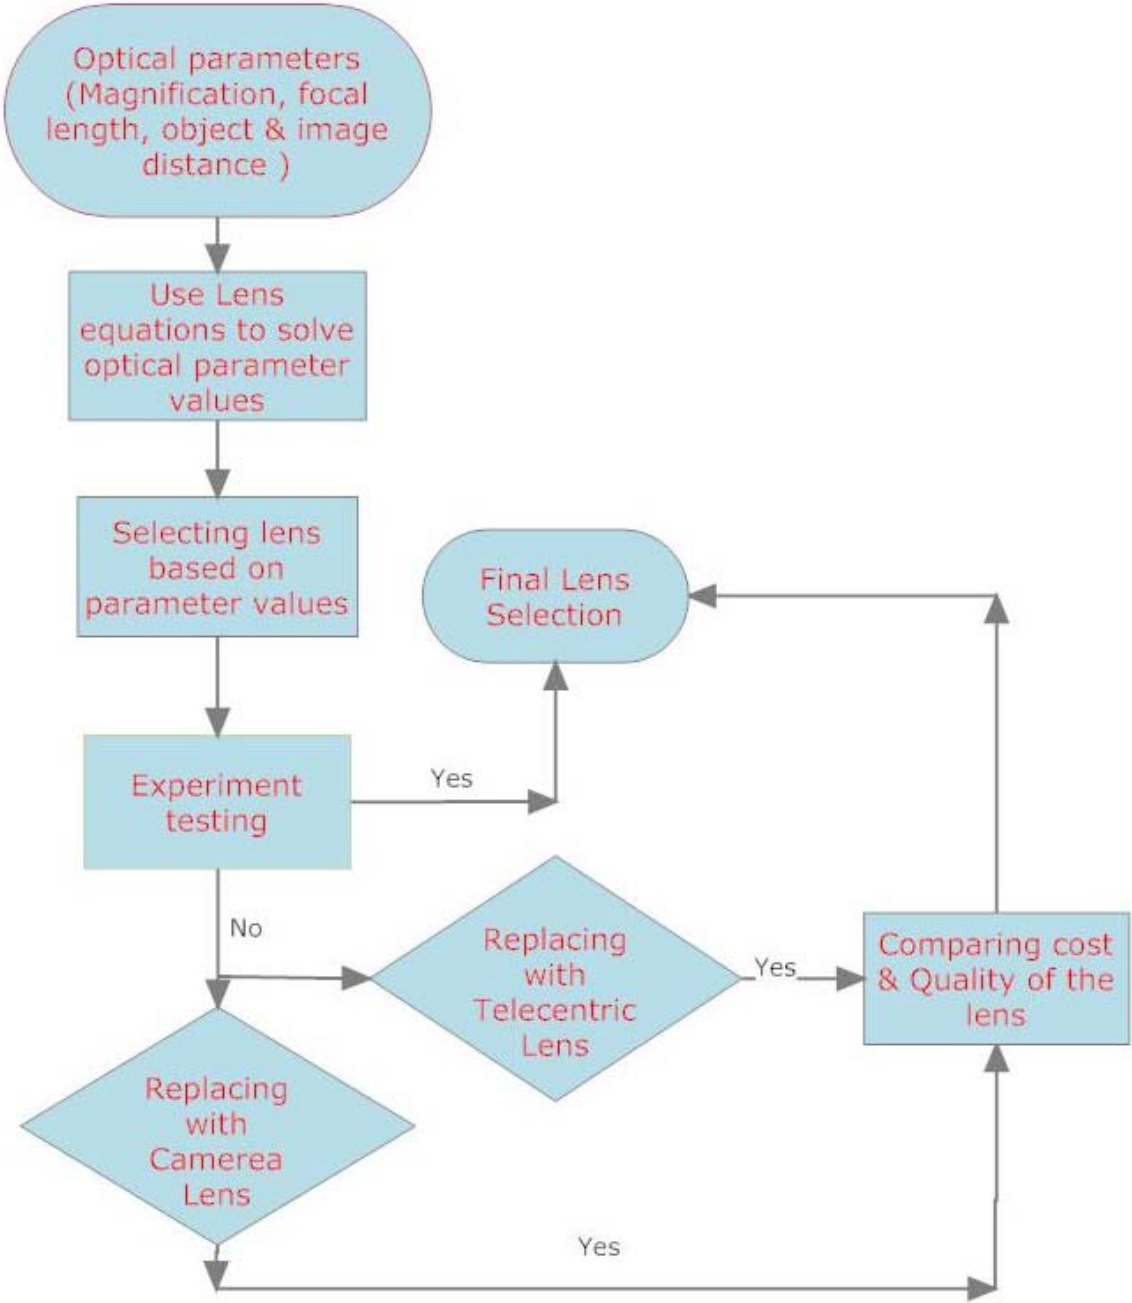 Optical parameters
(Magnification, focal
length, object & image
distance )
Use Lens
equations to solve
optical parameter
values
Selecting lens
based on
parameter values
Final Lens
Selection
Experiment
testing
Yes
No
Replacing
with
Telecentric
Lens
Yes
Comparing cost
& Quality of the
lens
Replacing
with
Camerea
Lens
Yes